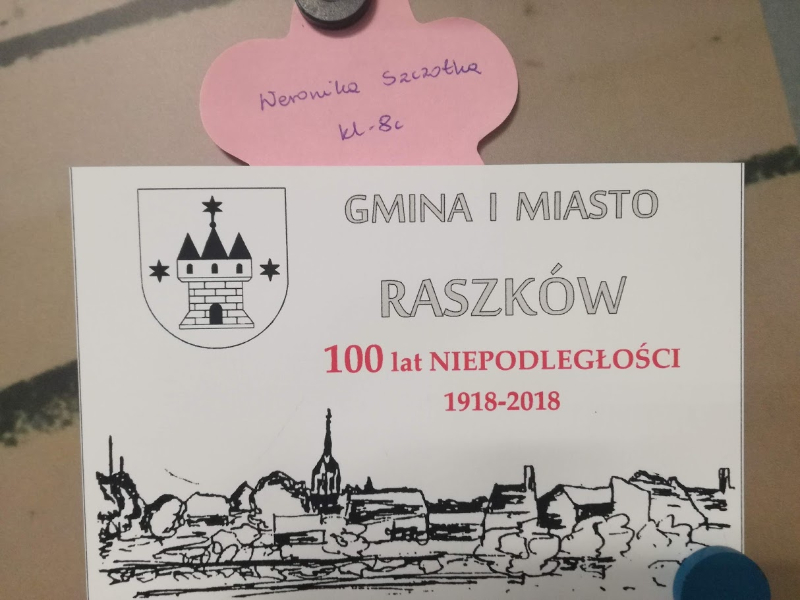 Weronika Szczotka
kl-8c
GMINA I MIASTO
RASZKÓW
100 lat NIEPODLEGŁOŚCI
1918-2018